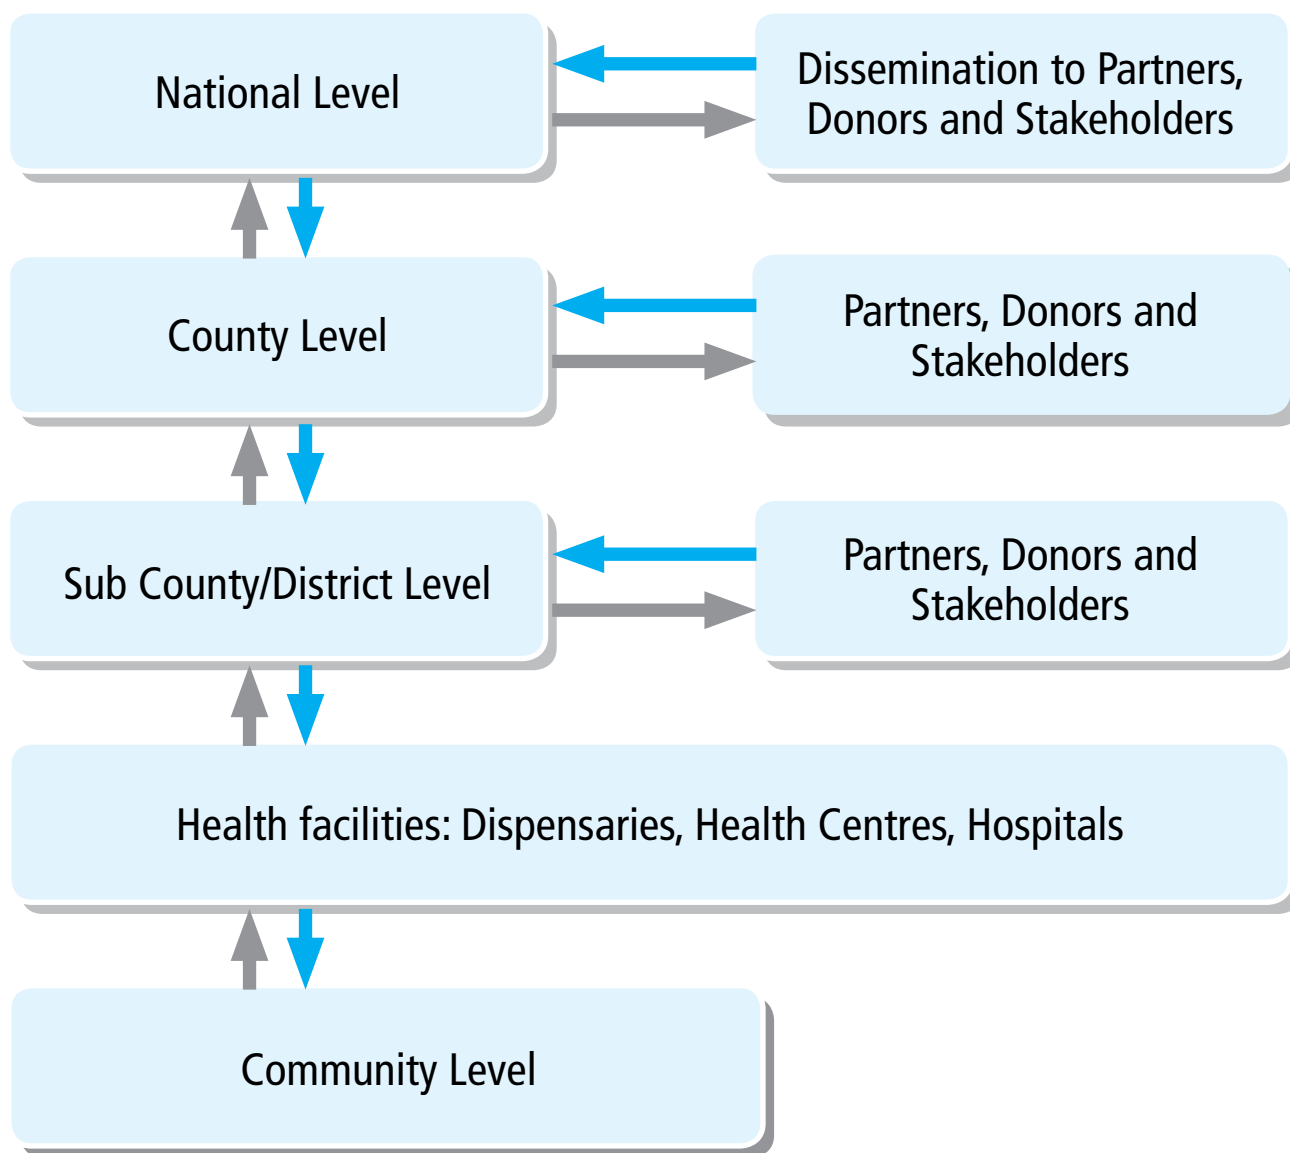 National Level
Dissemination to Partners,
Donors and Stakeholders
County Level
Partners, Donors and
Stakeholders
Sub County/District Level
Partners, Donors and
Stakeholders
Health facilities: Dispensaries, Health Centres, Hospitals
Community Level